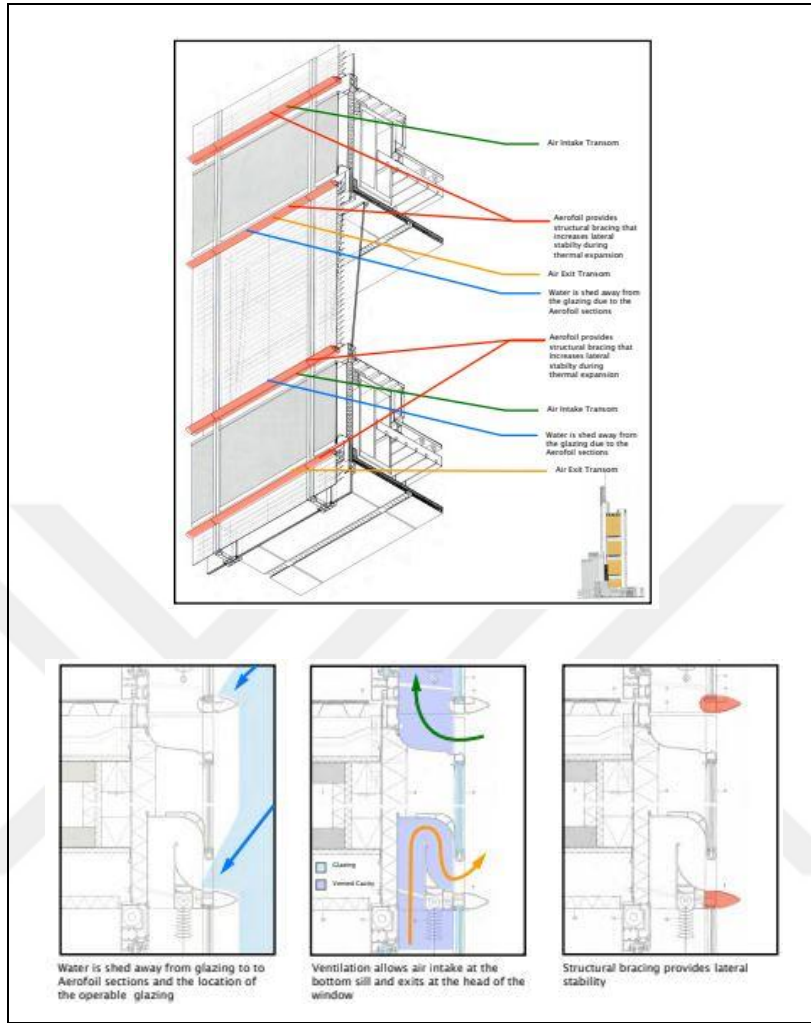 Air Intake Transom
Aerofoil provides
structural bracing that
increases lateral
stabilty during
thermal expansion
Air Exit Transom
Water is shed away from
the glazing due to the
Aerofoil sections
Aerofoil provides
structural bracing that
increases lateral
stabilty during
thermal expansion
Air Intake Transom
Water is shed away from
the glazing due to the
Aerofoil sections
Air Exit Transom
Glazing
Vented Cavity
Water is shed away from glazing to to
Aerofoil sections and the location of
the operable glazing
Ventilation allows air intake at the
bottom sill and exits at the head of the
window
Structural bracing provides lateral
stability